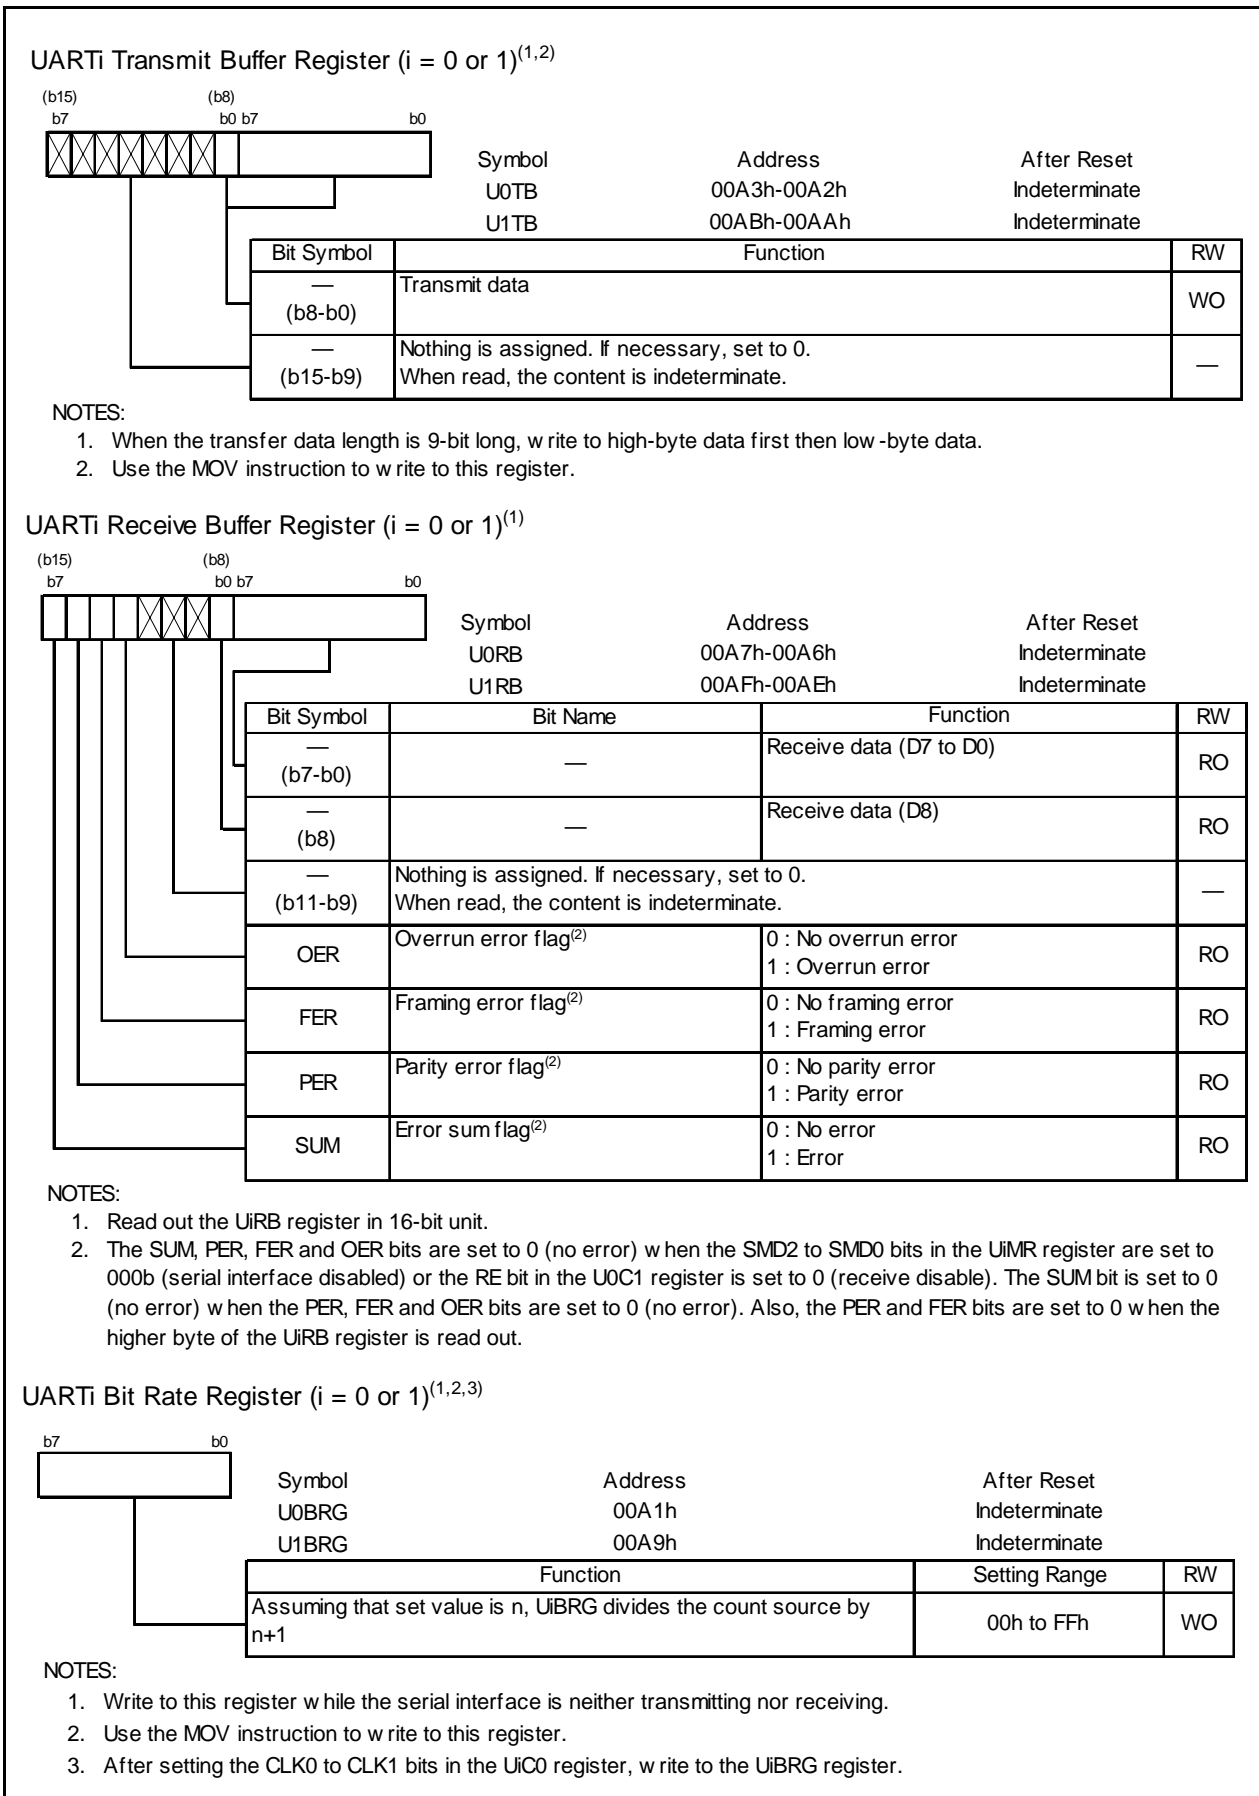 UARTi Transmit Buffer Register (i = 0 or 1)(1,2)
(b15) (b8)
b7 b0 b7 b0
Symbol Address After Reset
U0TB 00A3h-00A2h Indeterminate
U1TB 00ABh-00AAh Indeterminate
Bit Symbol Function RW
— Transmit data
(b8-b0) WO
— Nothing is assigned. If necessary, set to 0.
(b15-b9) When read, the content is indeterminate. —
NOTES:
1. When the transfer data length is 9-bit long, write to high-byte data first then low-byte data.
2. Use the MOV instruction to write to this register.
UARTi Receive Buffer Register (i = 0 or 1)(1)
(b15) (b8)
b7 b0 b7 b0
Symbol Address After Reset
U0RB 00A7h-00A6h Indeterminate
U1RB 00AFh-00AEh Indeterminate
Bit Symbol Bit Name Function RW
— Receive data (D7 to D0)
(b7-b0) — RO
— Receive data (D8)
(b8) — RO
— Nothing is assigned. If necessary, set to 0.
(b11-b9) When read, the content is indeterminate. —
OER Overrun error flag(2) 0 : No overrun error RO
1 : Overrun error
FER Framing error flag(2) 0 : No framing error RO
1 : Framing error
PER Parity error flag(2) 0 : No parity error RO
1 : Parity error
SUM Error sum flag(2) 0 : No error RO
1 : Error
NOTES:
1. Read out the UiRB register in 16-bit unit.
2. The SUM, PER, FER and OER bits are set to 0 (no error) when the SMD2 to SMD0 bits in the UiMR register are set to
000b (serial interface disabled) or the RE bit in the U0C1 register is set to 0 (receive disable). The SUM bit is set to 0
(no error) when the PER, FER and OER bits are set to 0 (no error). Also, the PER and FER bits are set to 0 when the
higher byte of the UiRB register is read out.
UARTi Bit Rate Register (i = 0 or 1)(1,2,3)
b7 b0
Symbol Address After Reset
U0BRG 00A1h Indeterminate
U1BRG 00A9h Indeterminate
Function Setting Range RW
Assuming that set value is n, UiBRG divides the count source by 00h to FFh WO
n+1
NOTES:
1. Write to this register while the serial interface is neither transmitting nor receiving.
2. Use the MOV instruction to write to this register.
3. After setting the CLK0 to CLK1 bits in the UiC0 register, write to the UiBRG register.